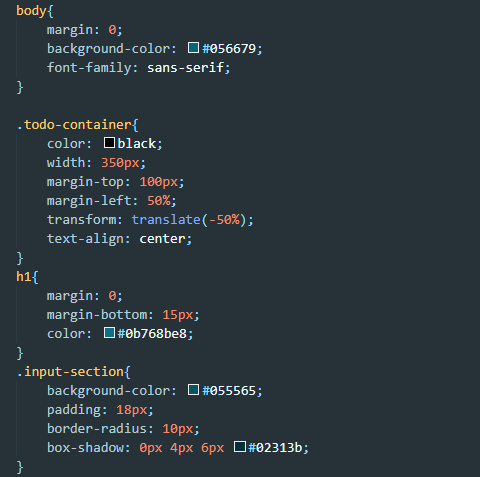 body{
    margin: 0;
    background-color: #056679;
    font-family: sans-serif;
}

.todo-container{
    color: black;
    width: 350px;
    margin-top: 100px;
    margin-left: 50%;
    transform: translate(-50%);
    text-align: center;
}
h1{
    margin: 0;
    margin-bottom: 15px;
    color: #0b768be8;
}
.input-section{
    background-color: #055565;
    padding: 18px;
    border-radius: 10px;
    box-shadow: 0px 4px 6px #02313b;
}